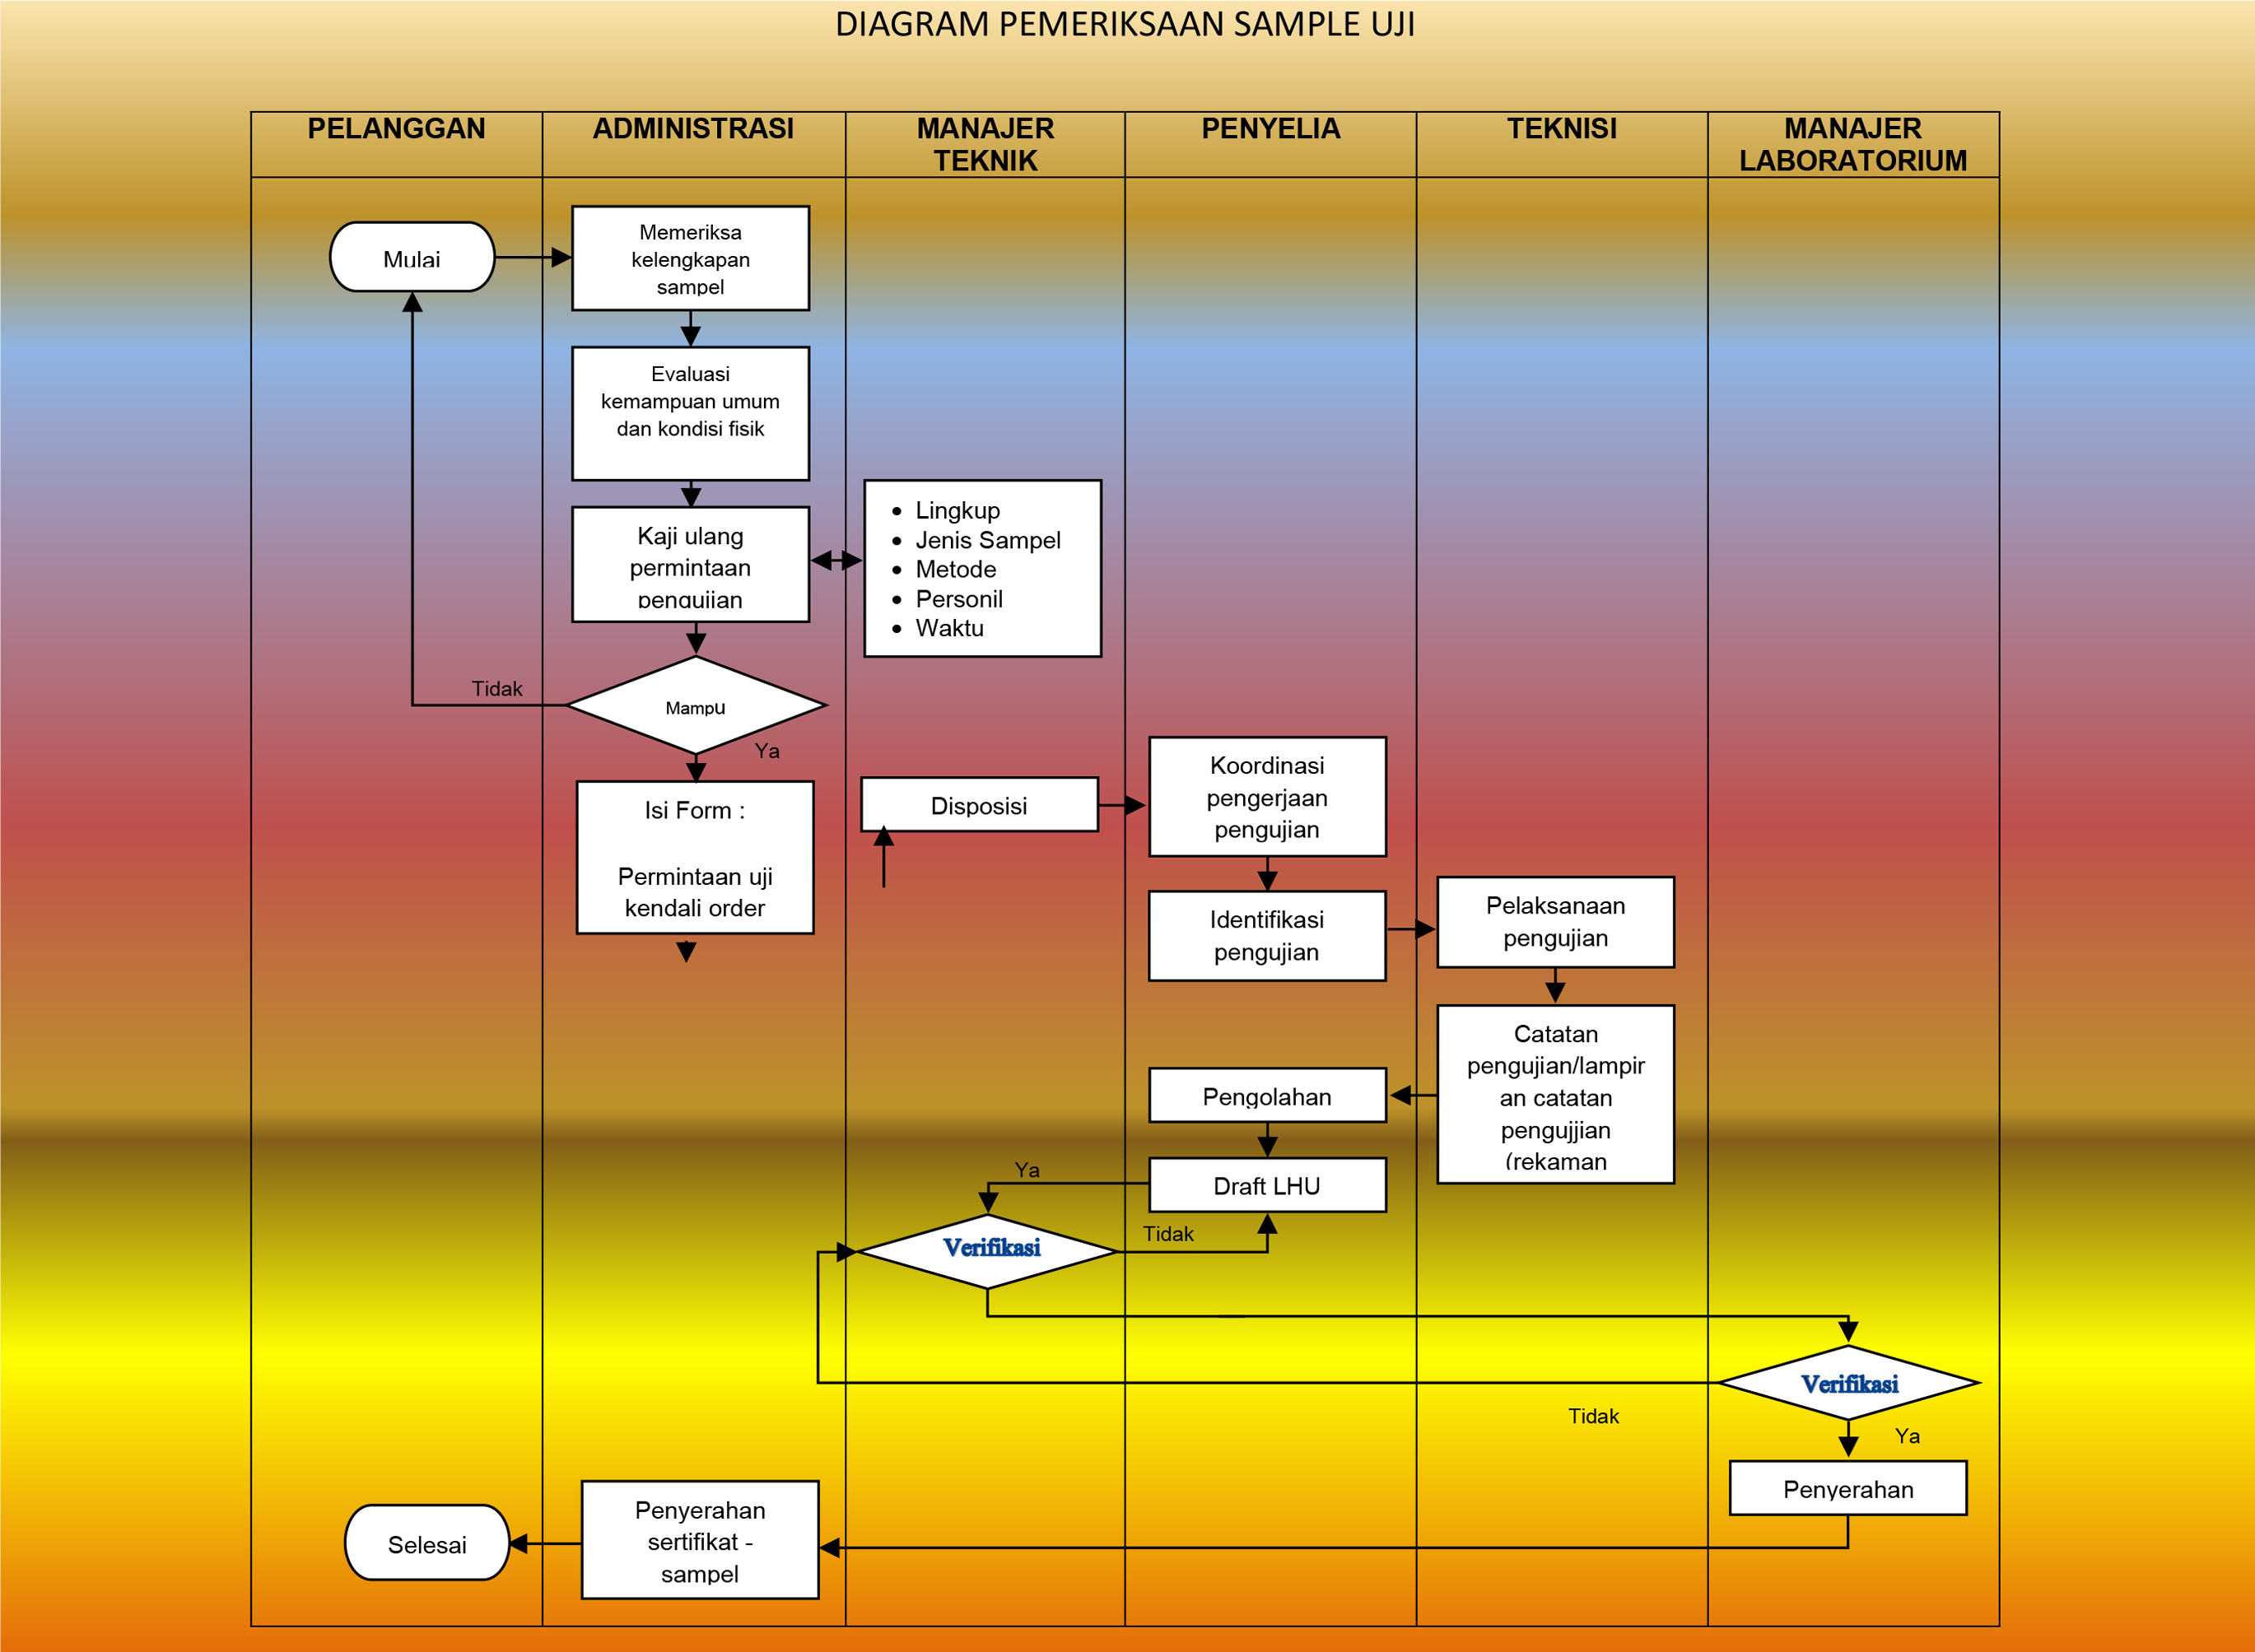 DIAGRAM PEMERIKSAAN SAMPLE UJI
PELANGGAN
ADMINISTRASI
MANAJER
TEKNIK
PENYELIA
TEKNISI
MANAJER
LABORATORIUM
Mulai
Memeriksa
kelengkapan
sampel
Evaluasi
kemampuan umum
dan kondisi fisik
Kaji ulang
permintaan
pengujian
• Lingkup
• Jenis Sampel
• Metode
• Personil
• Waktu
Tidak
Mampu
Ya
Isi Form :
Permintaan uji
kendali order
Disposisi
Koordinasi
pengerjaan
pengujian
Identifikasi
pengujian
Pelaksanaan
pengujian
Catatan
pengujian/lampir
an catatan
pengujjian
(rekaman
Pengolahan
Draft LHU
Ya
Verifikasi
Tidak
Verifikasi
Tidak
Ya
Penyerahan
Penyerahan
sertifikat -
sampel
Selesai